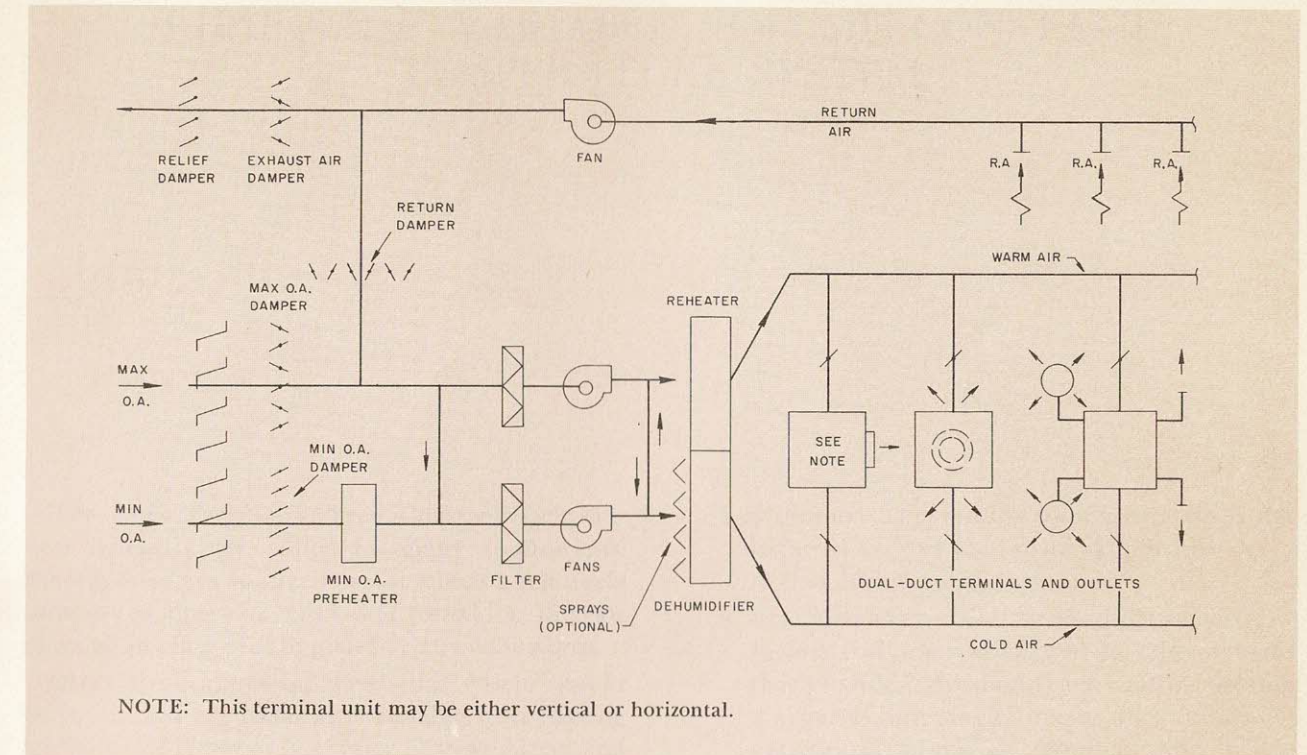 RETURN
AIR
FAN
RELIEF
DAMPER
EXHAUST AIR
DAMPER
R.A
R.A.
R.A.
RETURN
DAMPER
WARM AIR
MAX O.A.
DAMPER
REHEATER
MAX
O.A.
MIN O.A.
DAMPER
SEE
NOTE
MIN
O.A.
FILTER
FANS
MIN O.A.
PREHEATER
SPRAYS
(OPTIONAL)
DEHUMIDIFIER
DUAL-DUCT TERMINALS AND OUTLETS
COLD AIR
NOTE: This terminal unit may be either vertical or horizontal.